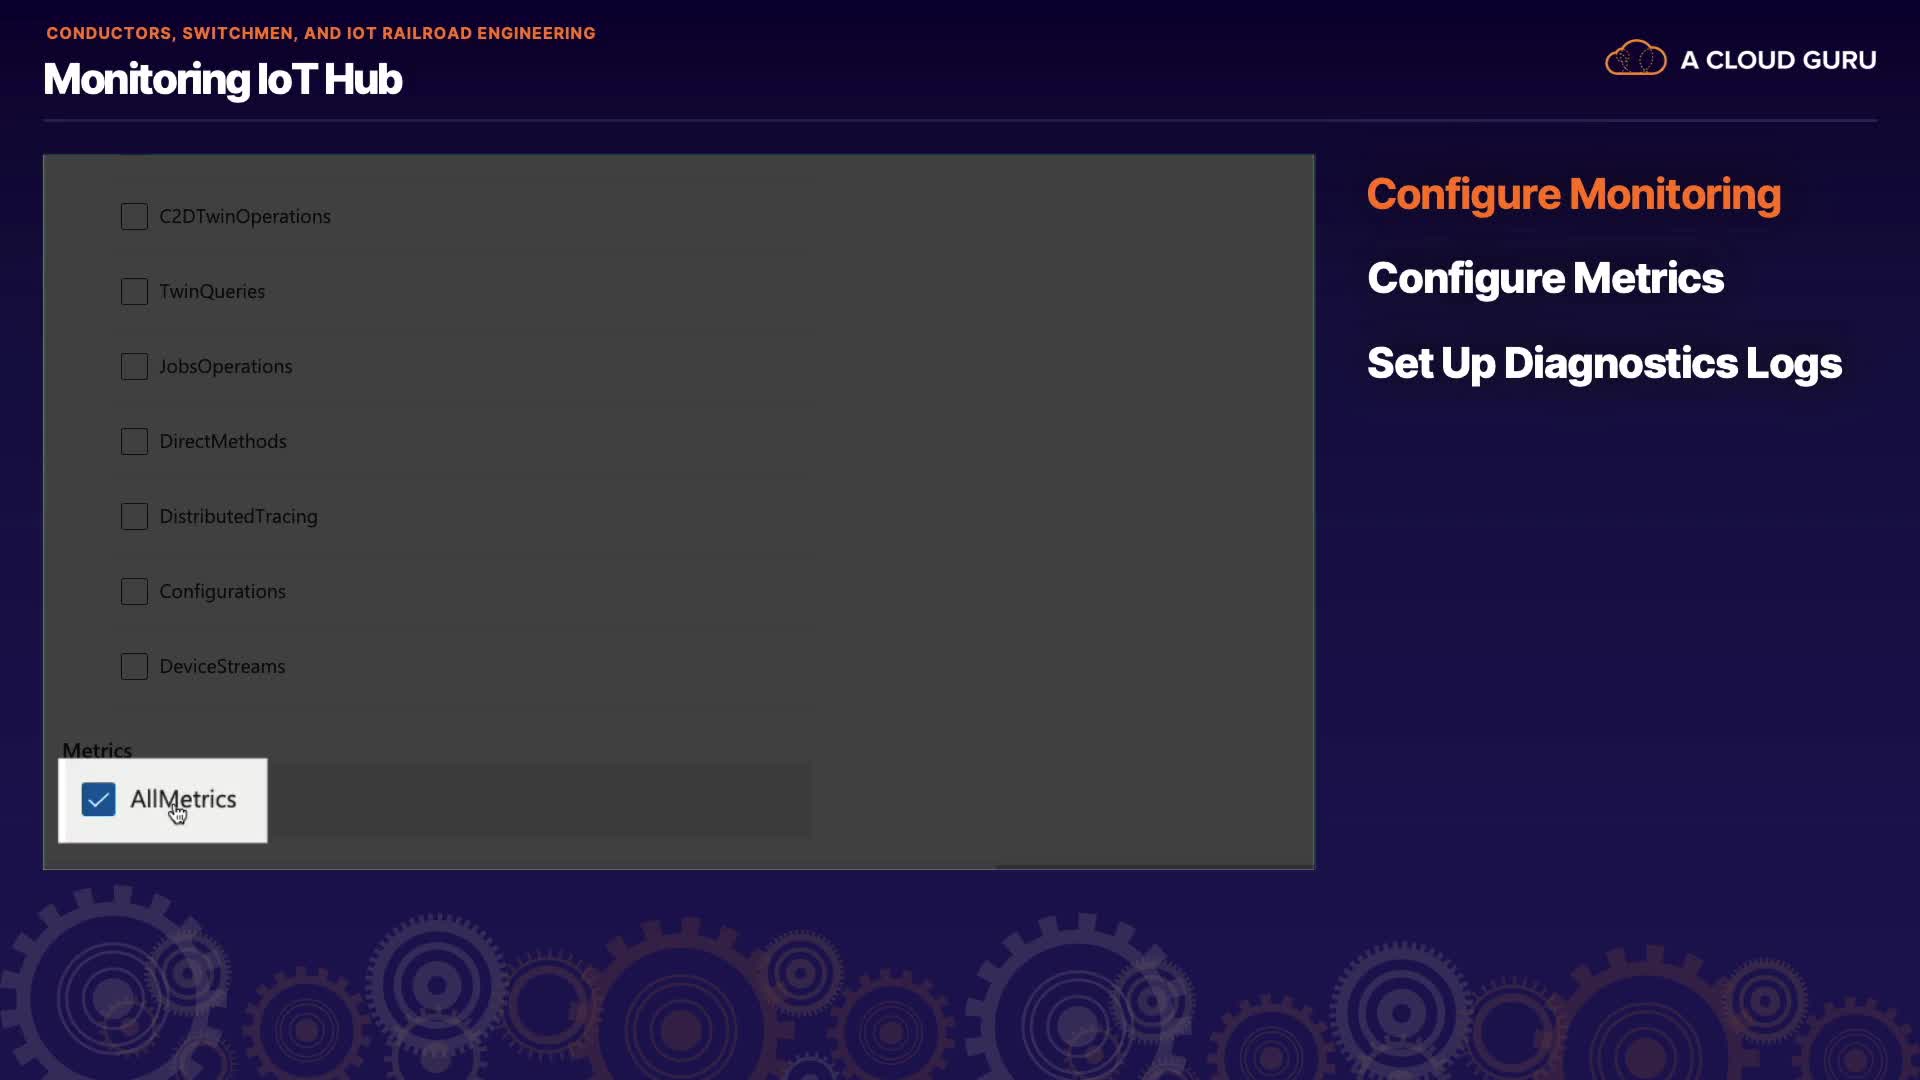 CONDUCTORS, SWITCHMEN, AND IOT RAILROAD ENGINEERING
Monitoring IoT Hub
A CLOUD GURU
C2DTwinOperations
TwinQueries
JobsOperations
DirectMethods
DistributedTracing
Configurations
DeviceStreams
Metrics
AllMetrics
Configure Monitoring
Configure Metrics
Set Up Diagnostics Logs